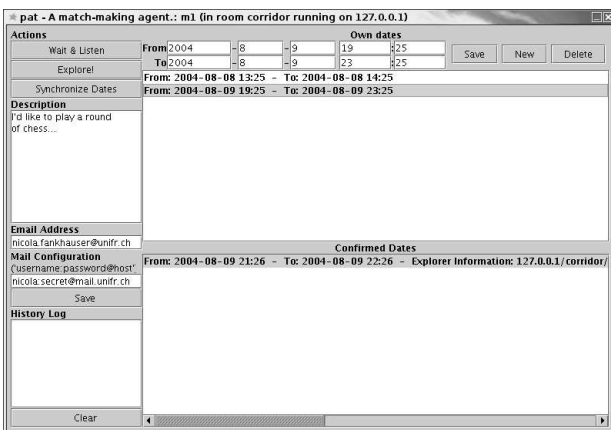 pat - A match-making agent.: m1 (in room corridor running on 127.0.0.1)
Actions
Wait & Listen
Explore!
Synchronize Dates
Description
I'd like to play a round
of chess...
Email Address
nicola.fankhauser@unifr.ch
Mail Configuration
('username:password@host'
nicola:secret@mail.unifr.ch
Save
History Log
Clear
Own dates
From 2004 - 8 - 9 19 : 25
To 2004 - 8 - 9 23 : 25
Save New Delete
From: 2004-08-08 13:25 - To: 2004-08-08 14:25
From: 2004-08-09 19:25 - To: 2004-08-09 23:25
Confirmed Dates
From: 2004-08-09 21:26 - To: 2004-08-09 22:26 - Explorer Information: 127.0.0.1/corridor/